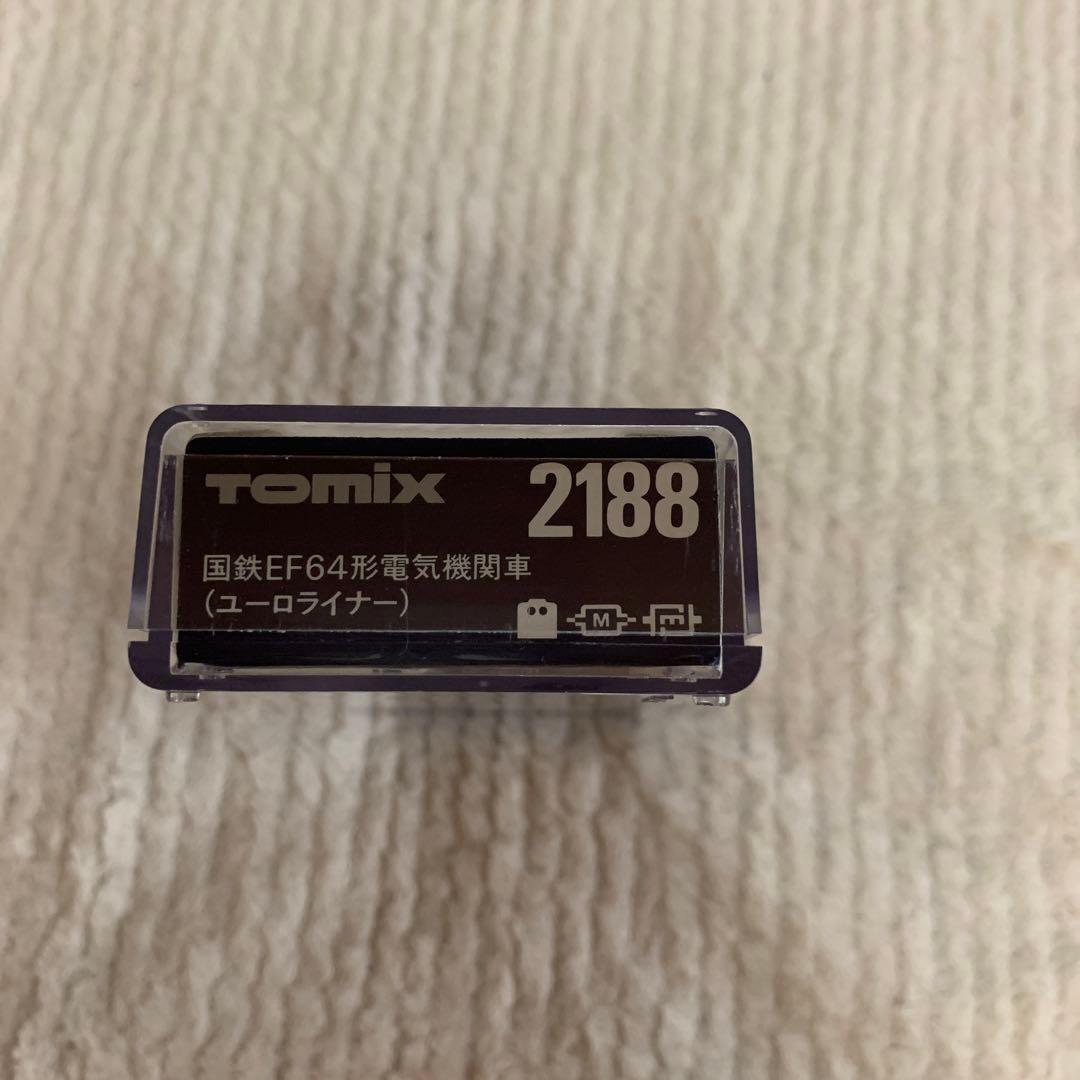 TOMIX 2188
国鉄EF64形電気機関車
(ユーロライナー)
M